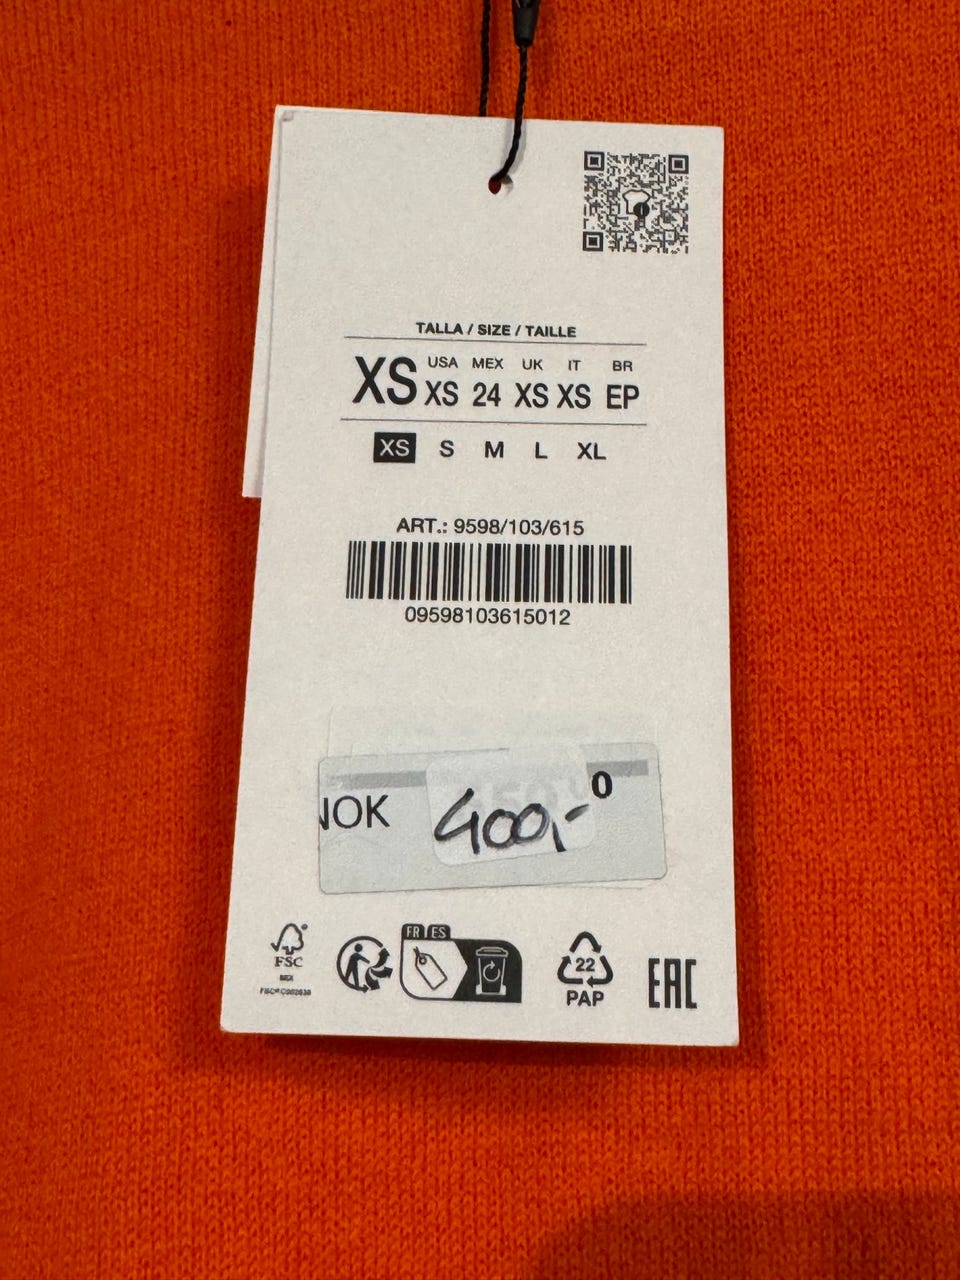 TALLA / SIZE / TAILLE
XS USA XS MEX 24 UK XS IT XS BR EP
XS S M L XL
ART.: 9598/103/615
09598103615012
NOK 400,- 0
FSC
MIX
FR ES
22
PAP
EAC